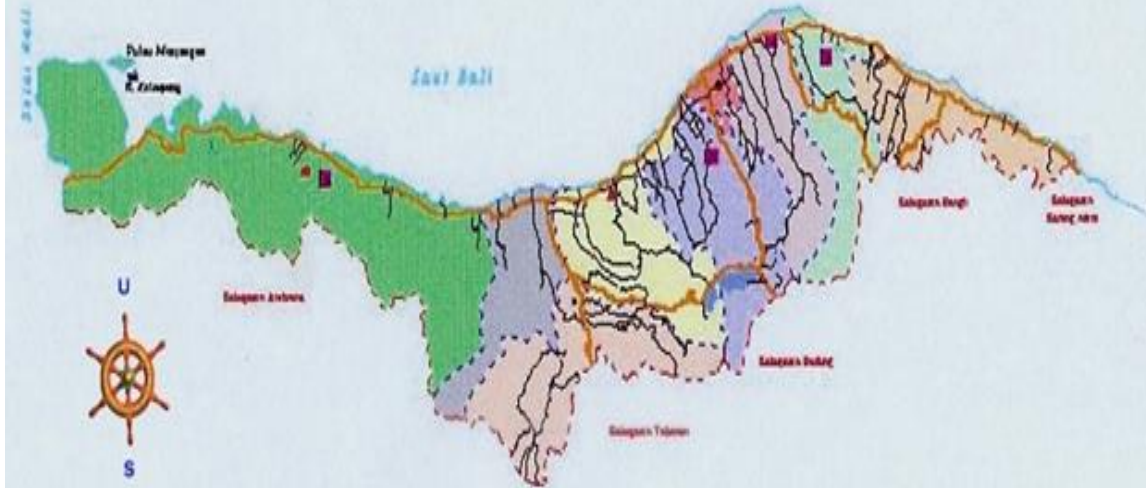 Pulau Menjangan
Laut Bali
Kabupaten Jembrana
Kabupaten Bangli
Kabupaten Karang Asem
Kabupaten Badung
Kabupaten Tabanan
U
S